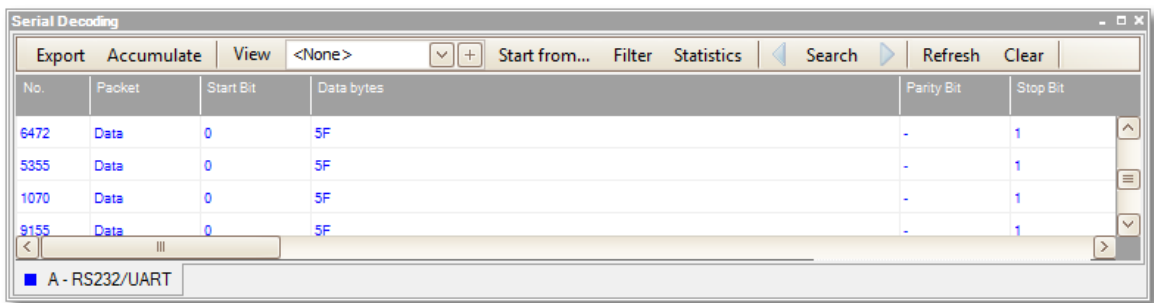 Serial Decoding
Export Accumulate View <None> Start from... Filter Statistics Search Refresh Clear
No. Packet Start Bit Data bytes Parity Bit Stop Bit
6472 Data 0 5F - 1
5355 Data 0 5F - 1
1070 Data 0 5F - 1
9155 Data 0 5F - 1
A - RS232/UART